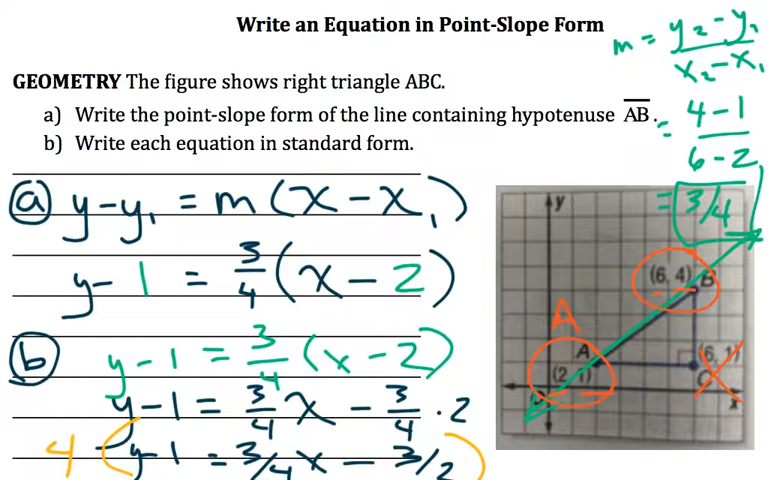 Write an Equation in Point-Slope Form
m = y₂ - y₁ / x₂ - x₁
GEOMETRY The figure shows right triangle ABC.
a) Write the point-slope form of the line containing hypotenuse AB.
b) Write each equation in standard form.
= 4 - 1 / 6 - 2
= 3/4
a y - y₁ = m (x - x₁)
y - 1 = 3/4 (x - 2)
b y - 1 = 3/4 (x - 2)
y - 1 = 3/4 x - 3/4 · 2
4 ( y - 1 = 3/4 x - 3/2 )
y
(6, 4) B
A
A
(2, 1)
(6, 1)
C
x